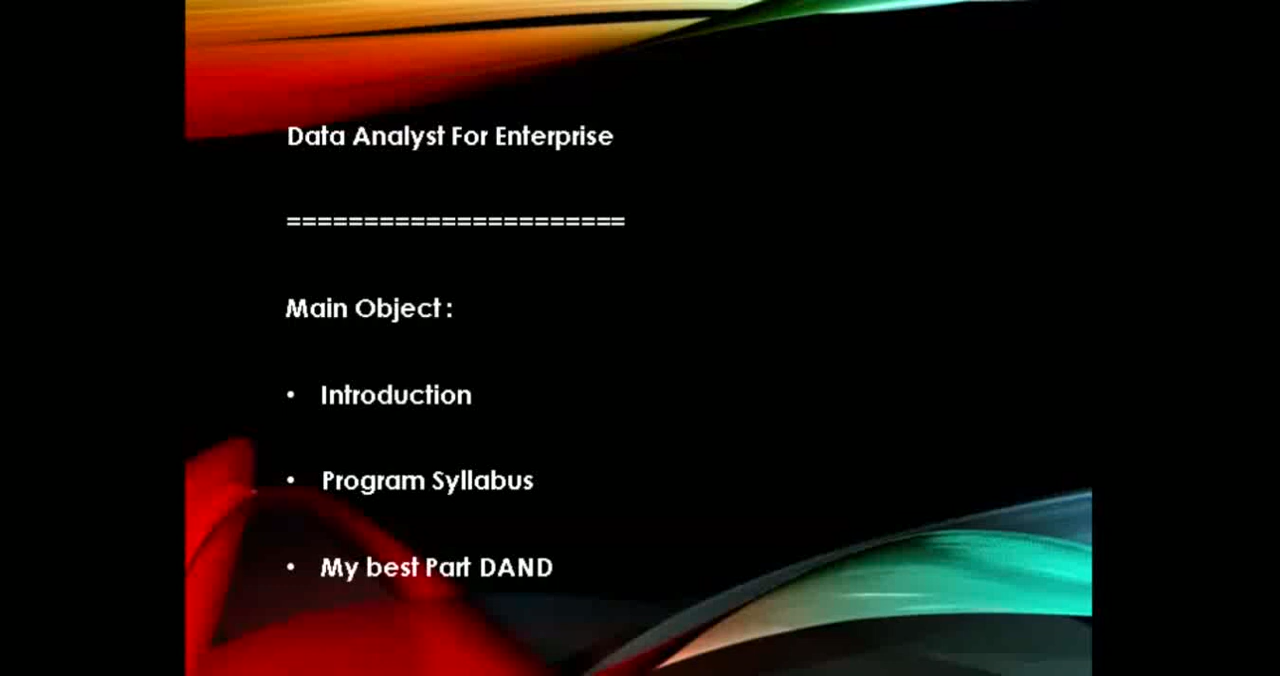 Data Analyst For Enterprise
======================
Main Object :
• Introduction
• Program Syllabus
• My best Part DAND